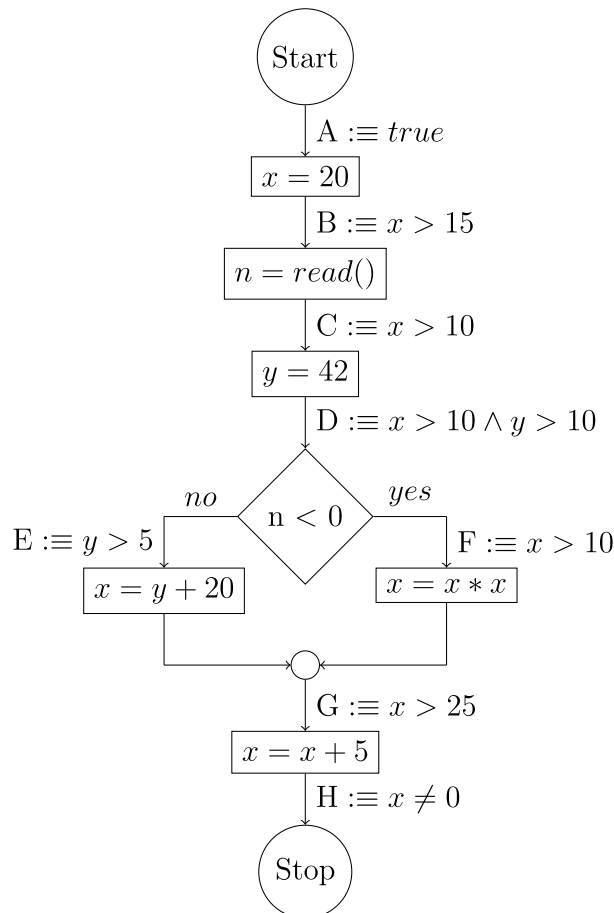 Start
A :≡ true
x = 20
B :≡ x > 15
n = read()
C :≡ x > 10
y = 42
D :≡ x > 10 ∧ y > 10
no
yes
n < 0
E :≡ y > 5
F :≡ x > 10
x = y + 20
x = x ∗ x
G :≡ x > 25
x = x + 5
H :≡ x ≠ 0
Stop